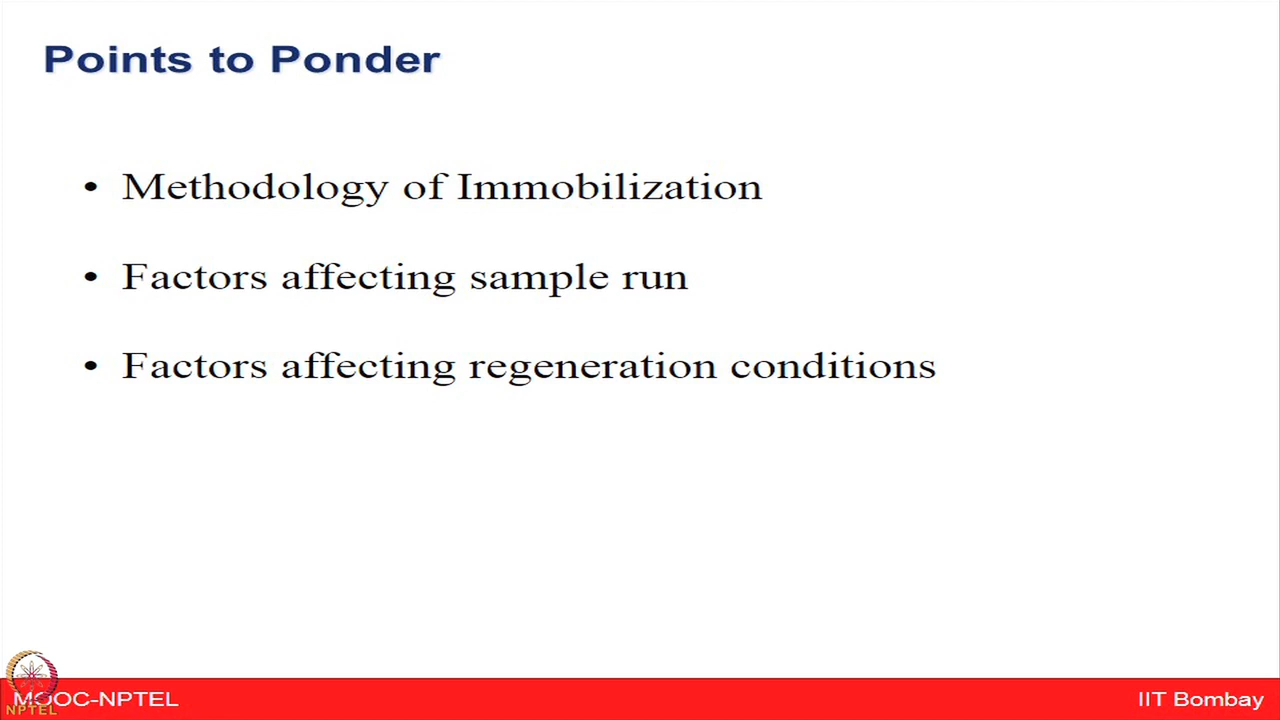 Points to Ponder
• Methodology of Immobilization
• Factors affecting sample run
• Factors affecting regeneration conditions
MOOC-NPTEL
NPTEL
IIT Bombay